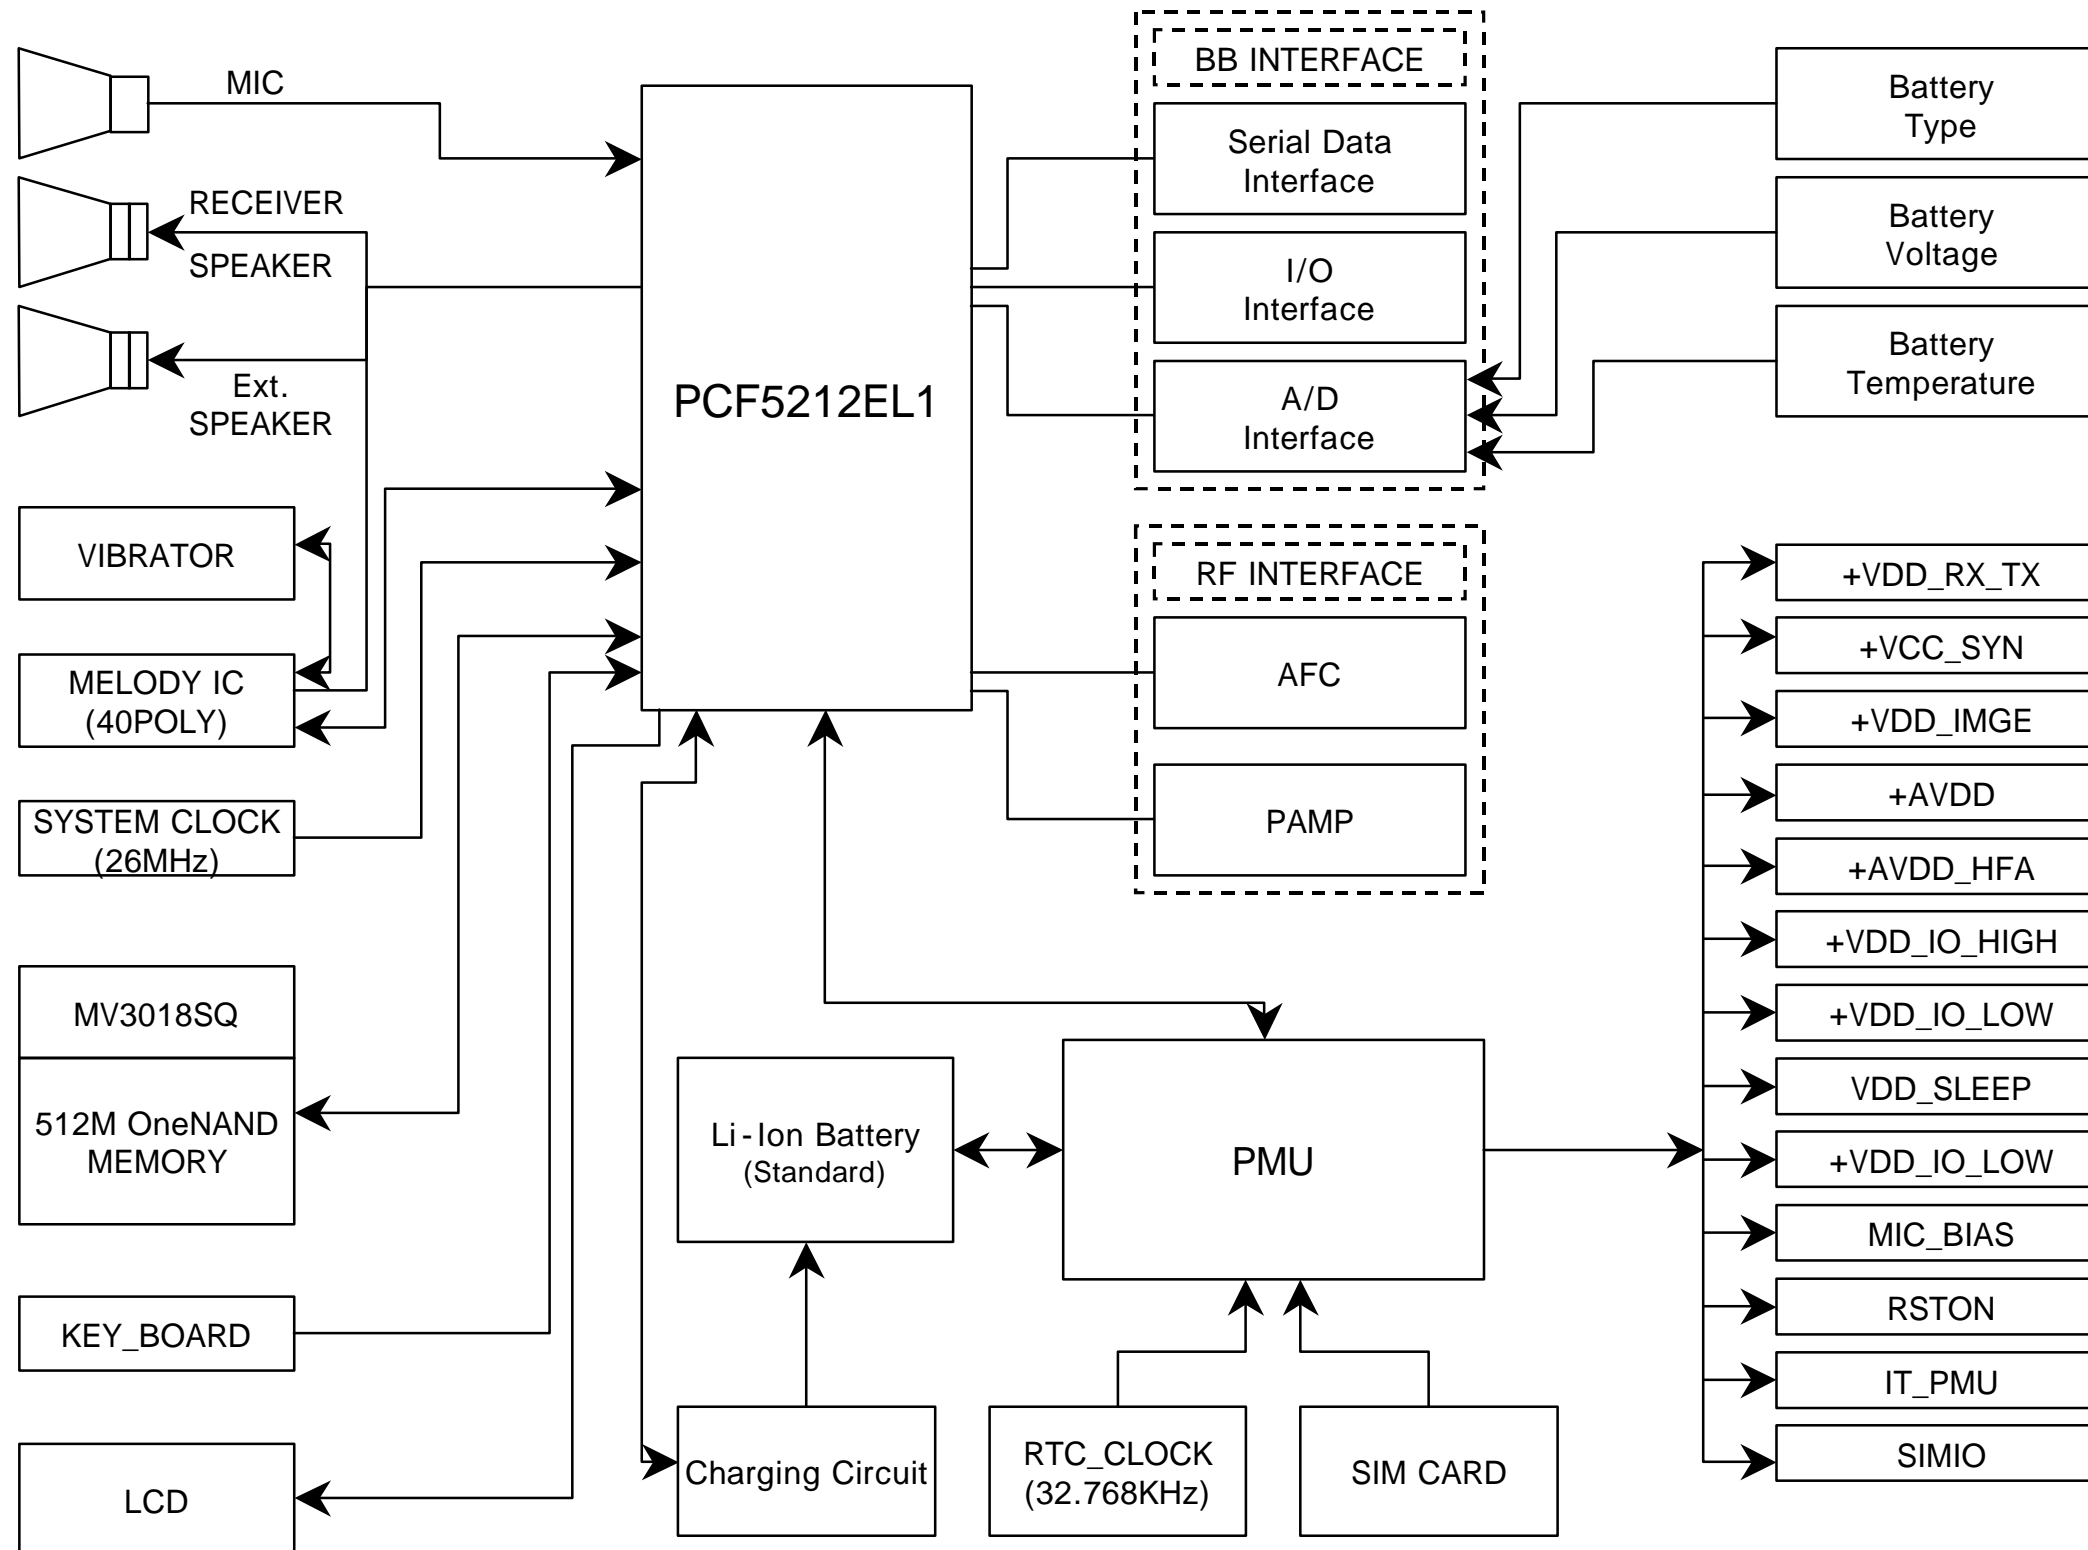 MIC
RECEIVER
SPEAKER
Ext.
SPEAKER
VIBRATOR
MELODY IC
(40POLY)
SYSTEM CLOCK
(26MHz)
MV3018SQ
512M OneNAND
MEMORY
KEY_BOARD
LCD
PCF5212EL1
BB INTERFACE
Serial Data
Interface
I/O
Interface
A/D
Interface
RF INTERFACE
AFC
PAMP
Li-Ion Battery
(Standard)
PMU
Charging Circuit
RTC_CLOCK
(32.768KHz)
SIM CARD
Battery
Type
Battery
Voltage
Battery
Temperature
+VDD_RX_TX
+VCC_SYN
+VDD_IMGE
+AVDD
+AVDD_HFA
+VDD_IO_HIGH
+VDD_IO_LOW
VDD_SLEEP
+VDD_IO_LOW
MIC_BIAS
RSTON
IT_PMU
SIMIO